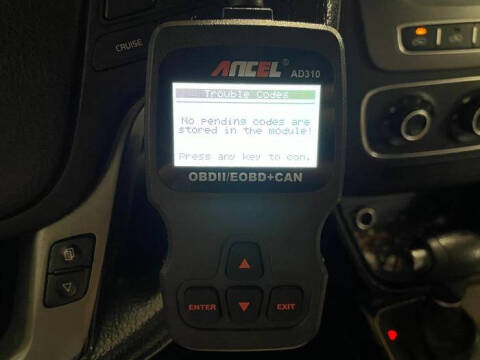 CRUISE
ANCEL® AD310
Trouble Codes
No pending codes are
stored in the module!
Press any key to con.
OBDII/EOBD+CAN
ENTER
EXIT